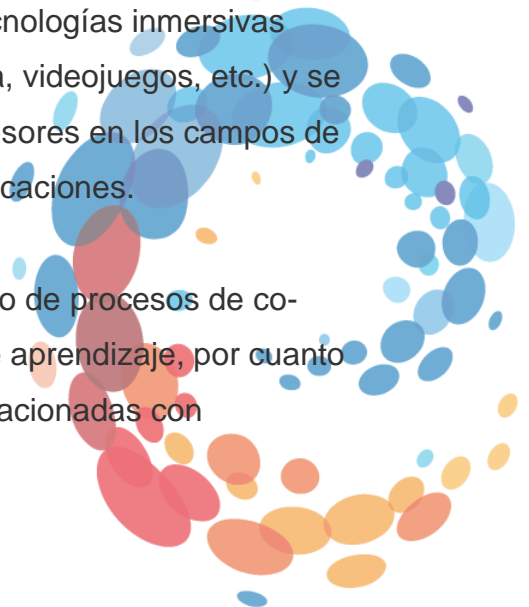 cnologías inmersivas
a, videojuegos, etc.) y se
sores en los campos de
caciones.
o de procesos de co-
e aprendizaje, por cuanto
acionadas con